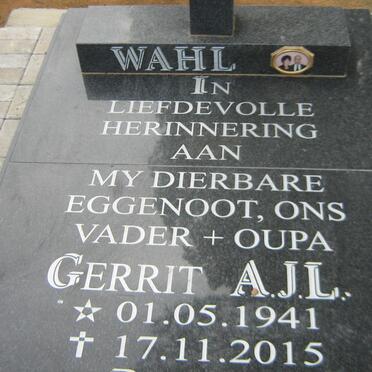 WAHL
IN
LIEFDEVOLLE
HERINNERING
AAN
MY DIERBARE
EGGENOOT, ONS
VADER + OUPA
GERRIT A.J.L.
☆ 01.05.1941
✝ 17.11.2015